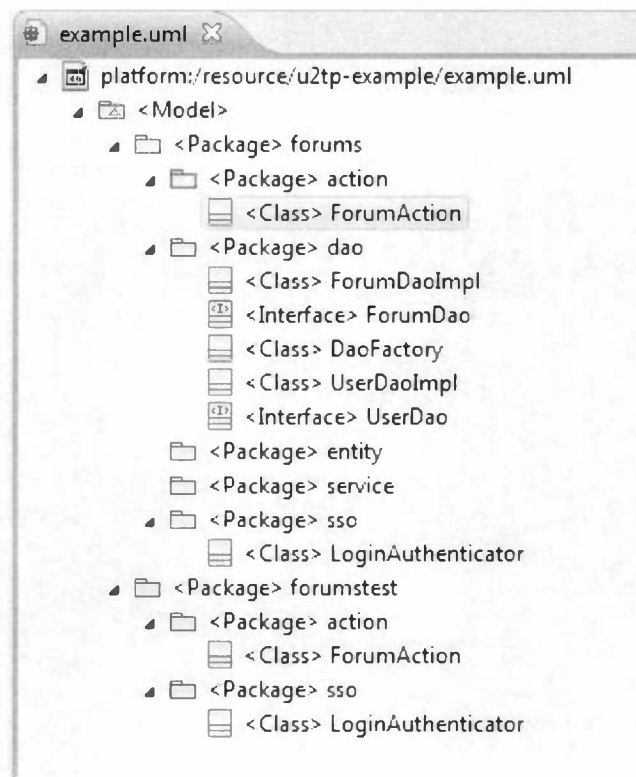 example.uml
platform:/resource/u2tp-example/example.uml
<Model>
<Package> forums
<Package> action
<Class> ForumAction
<Package> dao
<Class> ForumDaoImpl
<Interface> ForumDao
<Class> DaoFactory
<Class> UserDaoImpl
<Interface> UserDao
<Package> entity
<Package> service
<Package> sso
<Class> LoginAuthenticator
<Package> forumstest
<Package> action
<Class> ForumAction
<Package> sso
<Class> LoginAuthenticator